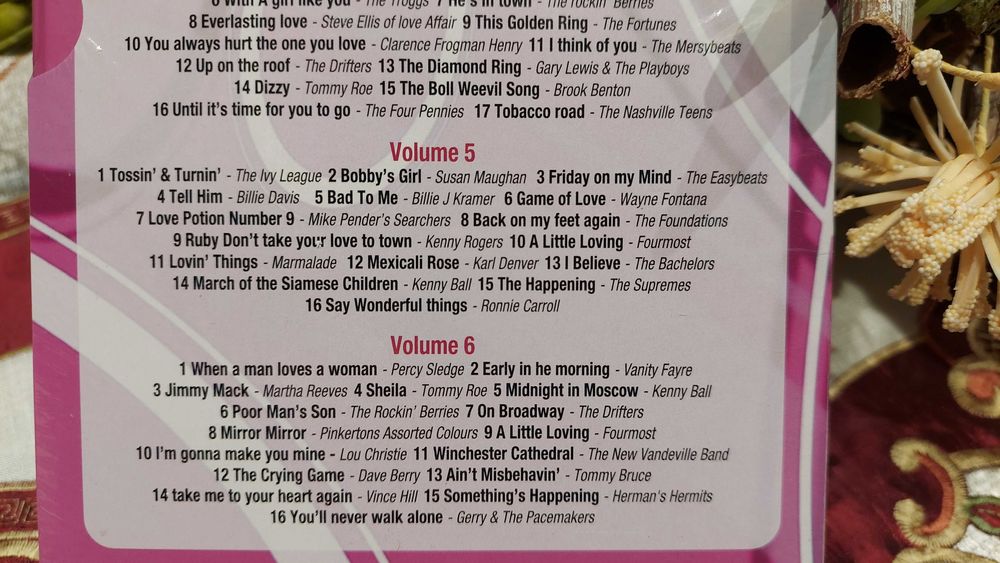 6 With A girl like you - The Troggs 7 He's in town - The rockin' Berries
8 Everlasting love - Steve Ellis of love Affair 9 This Golden Ring - The Fortunes
10 You always hurt the one you love - Clarence Frogman Henry 11 I think of you - The Mersybeats
12 Up on the roof - The Drifters 13 The Diamond Ring - Gary Lewis & The Playboys
14 Dizzy - Tommy Roe 15 The Boll Weevil Song - Brook Benton
16 Until it's time for you to go - The Four Pennies 17 Tobacco road - The Nashville Teens
Volume 5
1 Tossin' & Turnin' - The Ivy League 2 Bobby's Girl - Susan Maughan 3 Friday on my Mind - The Easybeats
4 Tell Him - Billie Davis 5 Bad To Me - Billie J Kramer 6 Game of Love - Wayne Fontana
7 Love Potion Number 9 - Mike Pender's Searchers 8 Back on my feet again - The Foundations
9 Ruby Don't take your love to town - Kenny Rogers 10 A Little Loving - Fourmost
11 Lovin' Things - Marmalade 12 Mexicali Rose - Karl Denver 13 I Believe - The Bachelors
14 March of the Siamese Children - Kenny Ball 15 The Happening - The Supremes
16 Say Wonderful things - Ronnie Carroll
Volume 6
1 When a man loves a woman - Percy Sledge 2 Early in he morning - Vanity Fayre
3 Jimmy Mack - Martha Reeves 4 Sheila - Tommy Roe 5 Midnight in Moscow - Kenny Ball
6 Poor Man's Son - The Rockin' Berries 7 On Broadway - The Drifters
8 Mirror Mirror - Pinkertons Assorted Colours 9 A Little Loving - Fourmost
10 I'm gonna make you mine - Lou Christie 11 Winchester Cathedral - The New Vandeville Band
12 The Crying Game - Dave Berry 13 Ain't Misbehavin' - Tommy Bruce
14 take me to your heart again - Vince Hill 15 Something's Happening - Herman's Hermits
16 You'll never walk alone - Gerry & The Pacemakers